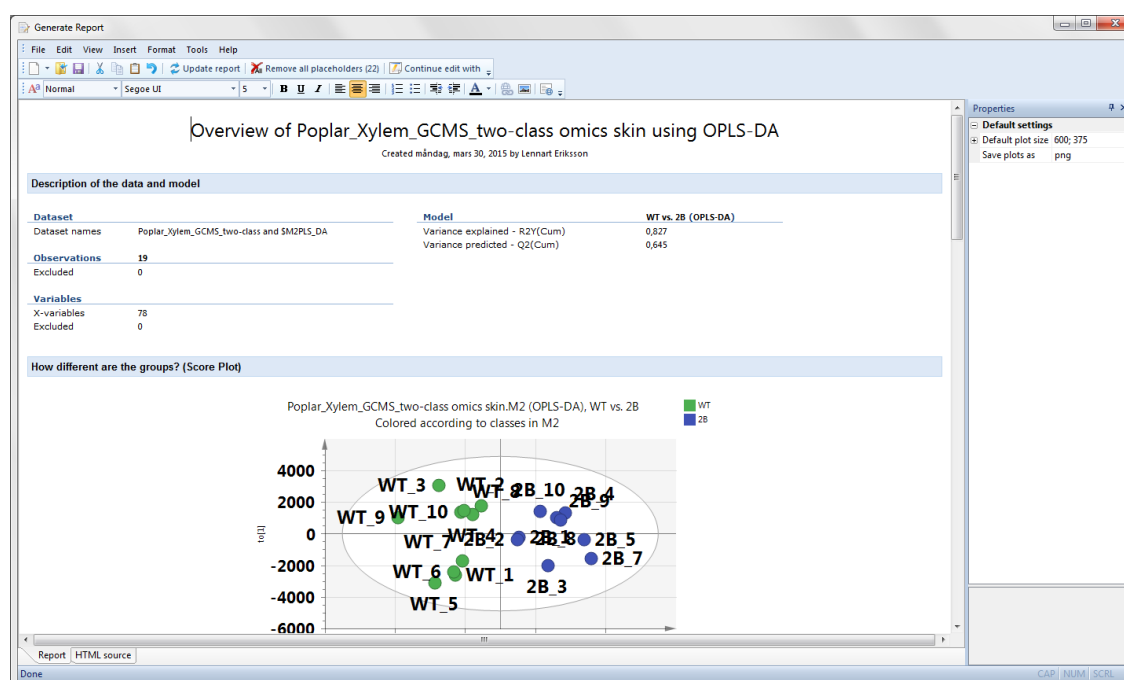 Generate Report
File Edit View Insert Format Tools Help
Update report Remove all placeholders (22) Continue edit with
Normal Segoe UI 5 B U I A
Properties
Default settings
Default plot size 600; 375
Save plots as png
Overview of Poplar_Xylem_GCMS_two-class omics skin using OPLS-DA
Created måndag, mars 30, 2015 by Lennart Eriksson
Description of the data and model
Dataset
Dataset names Poplar_Xylem_GCMS_two-class and $M2PLS_DA
Observations 19
Excluded 0
Variables
X-variables 78
Excluded 0
Model WT vs. 2B (OPLS-DA)
Variance explained - R2Y(Cum) 0,827
Variance predicted - Q2(Cum) 0,645
How different are the groups? (Score Plot)
Poplar_Xylem_GCMS_two-class omics skin.M2 (OPLS-DA), WT vs. 2B
Colored according to classes in M2
WT
2B
4000
2000
0
-2000
-4000
-6000
to[1]
WT_3 WT_2 WT_8 2B_10 2B_4
WT_9 WT_10 2B_9
WT_7 WT_4 2B_2 2B_1 2B_8 2B_5
2B_7
WT_6 WT_1
2B_3
WT_5
Report HTML source
Done
CAP NUM SCRL